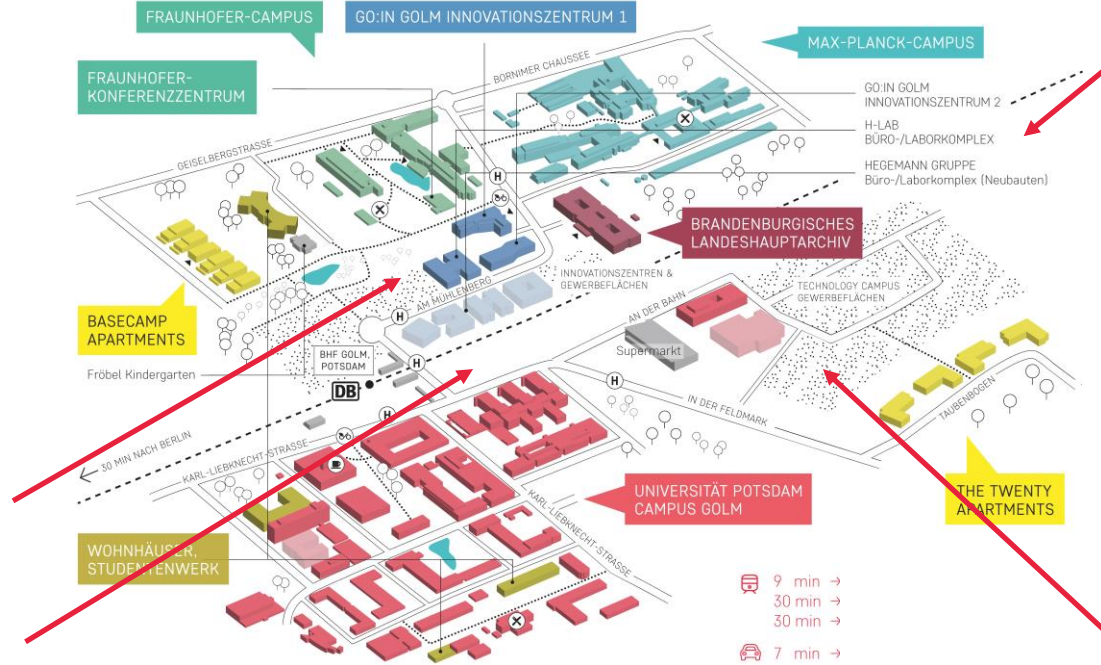 FRAUNHOFER-CAMPUS
GO:IN GOLM INNOVATIONSZENTRUM 1
MAX-PLANCK-CAMPUS
FRAUNHOFER-
KONFERENZZENTRUM
BORNIMER CHAUSSEE
GO:IN GOLM
INNOVATIONSZENTRUM 2
H-LAB
BÜRO-/LABORKOMPLEX
HEGEMANN GRUPPE
Büro-/Laborkomplex (Neubauten)
GEISELBERGSTRASSE
H
BRANDENBURGISCHES
LANDESHAUPTARCHIV
INNOVATIONSZENTREN &
GEWERBEFLÄCHEN
AM MÜHLENBERG
H
TECHNOLOGY CAMPUS
GEWERBEFLÄCHEN
AN DER BAHN
BASECAMP
APARTMENTS
Fröbel Kindergarten
BHF GOLM,
POTSDAM
DB
H
Supermarkt
H
IN DER FELDMARK
TAUBENBOGEN
H
30 MIN NACH BERLIN
KARL-LIEBKNECHT-STRASSE
UNIVERSITÄT POTSDAM
CAMPUS GOLM
THE TWENTY
APARTMENTS
KARL-LIEBKNECHT-STRASSE
WOHNHÄUSER,
STUDENTENWERK
9 min →
30 min →
30 min →
7 min →